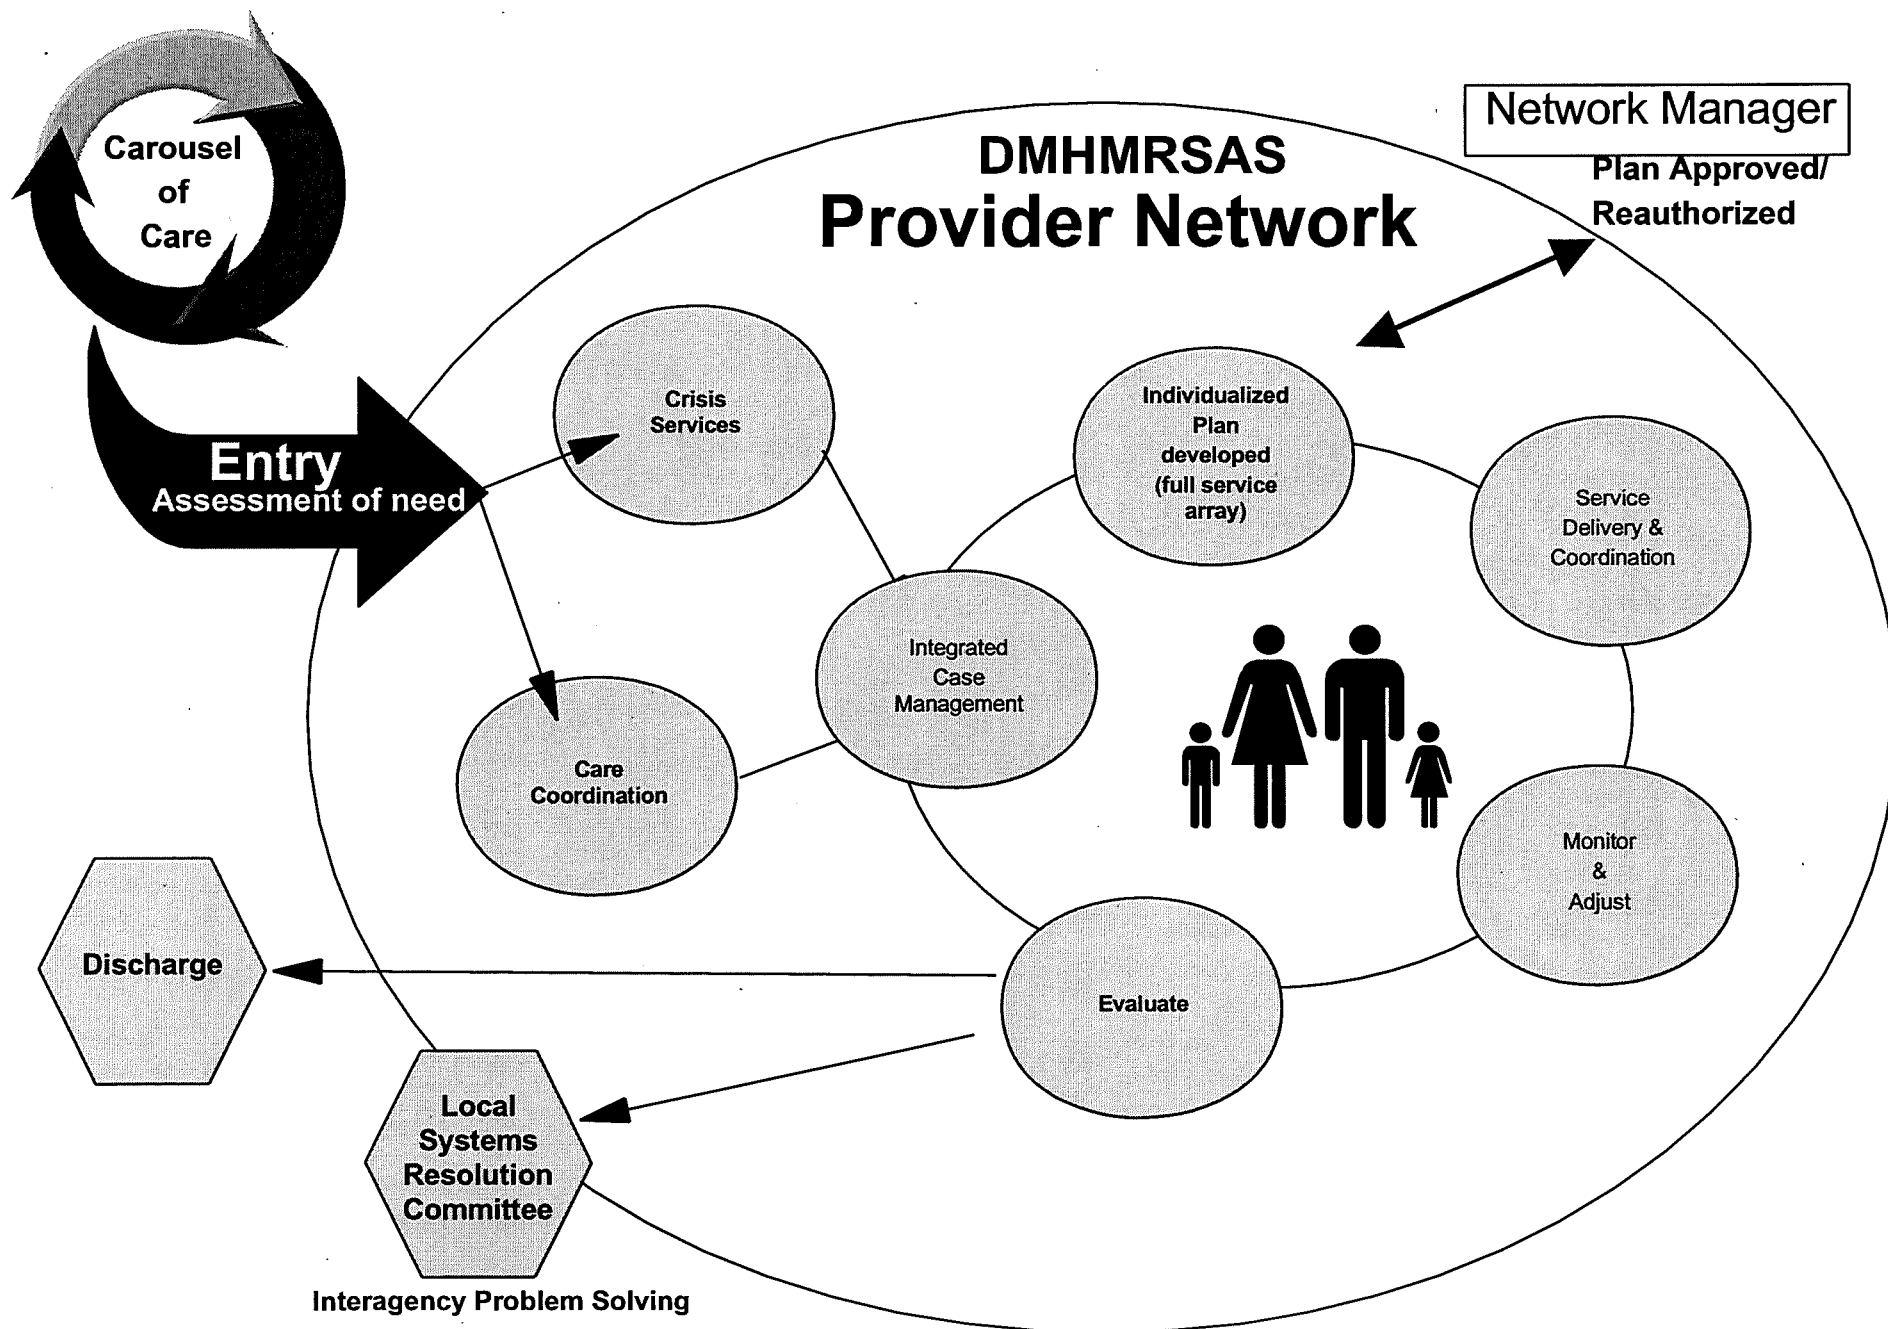 Carousel
of
Care
DMHMRSAS
Provider Network
Network Manager
Plan Approved/
Reauthorized
Entry
Assessment of need
Crisis
Services
Individualized
Plan
developed
(full service
array)
Service
Delivery &
Coordination
Integrated
Case
Management
Care
Coordination
Monitor
&
Adjust
Evaluate
Discharge
Local
Systems
Resolution
Committee
Interagency Problem Solving